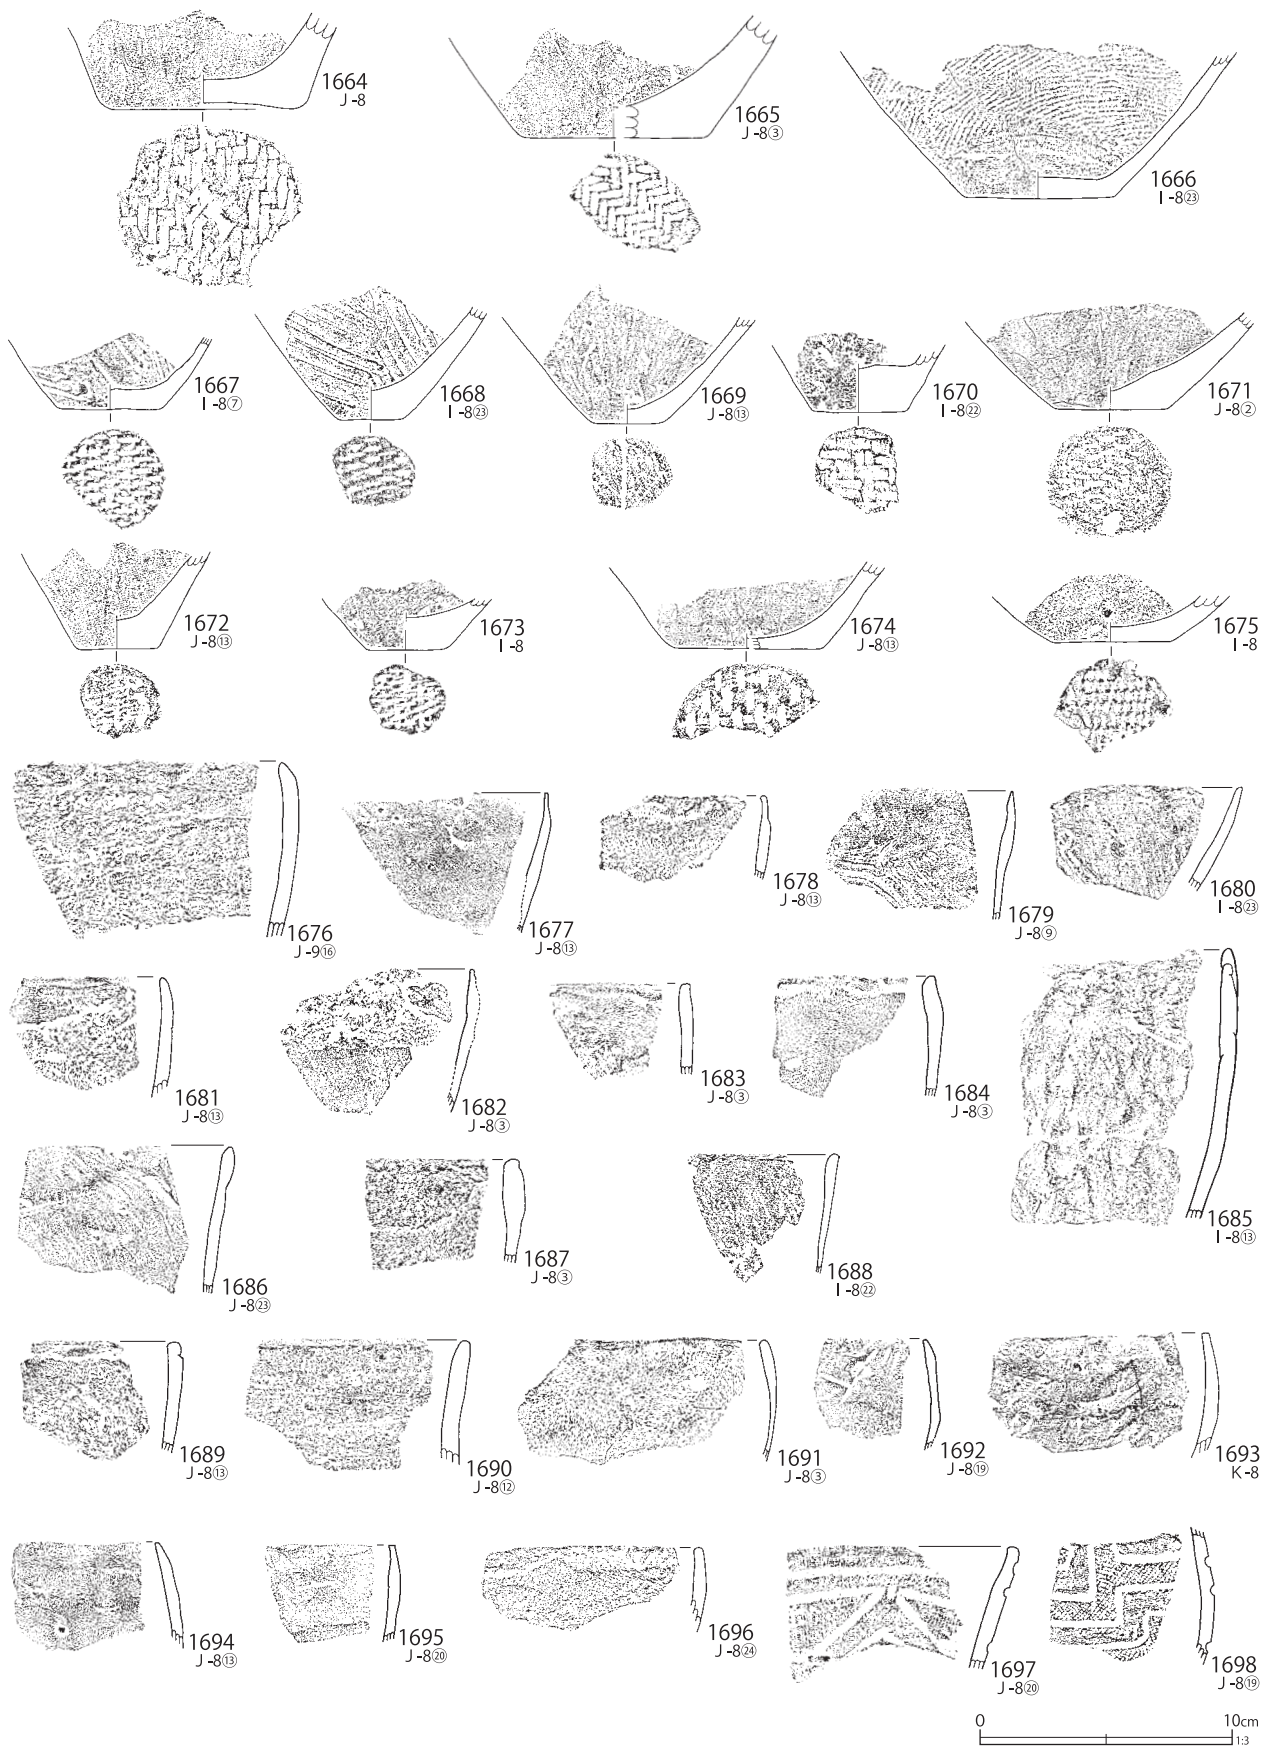 1664
J-8
1665
J-8③
1666
I-8㉓
1667
I-8⑦
1668
I-8㉓
1669
J-8⑬
1670
I-8㉒
1671
J-8②
1672
J-8⑬
1673
I-8
1674
J-8⑬
1675
I-8
1676
J-9⑯
1677
J-8⑬
1678
J-8⑬
1679
J-8⑨
1680
I-8㉓
1681
J-8⑬
1682
J-8③
1683
J-8③
1684
J-8③
1685
I-8⑬
1686
J-8㉓
1687
J-8③
1688
I-8㉒
1689
J-8⑬
1690
J-8⑫
1691
J-8③
1692
J-8⑲
1693
K-8
1694
J-8⑬
1695
J-8⑳
1696
J-8㉔
1697
J-8⑳
1698
J-8⑲
0 10cm
1:3